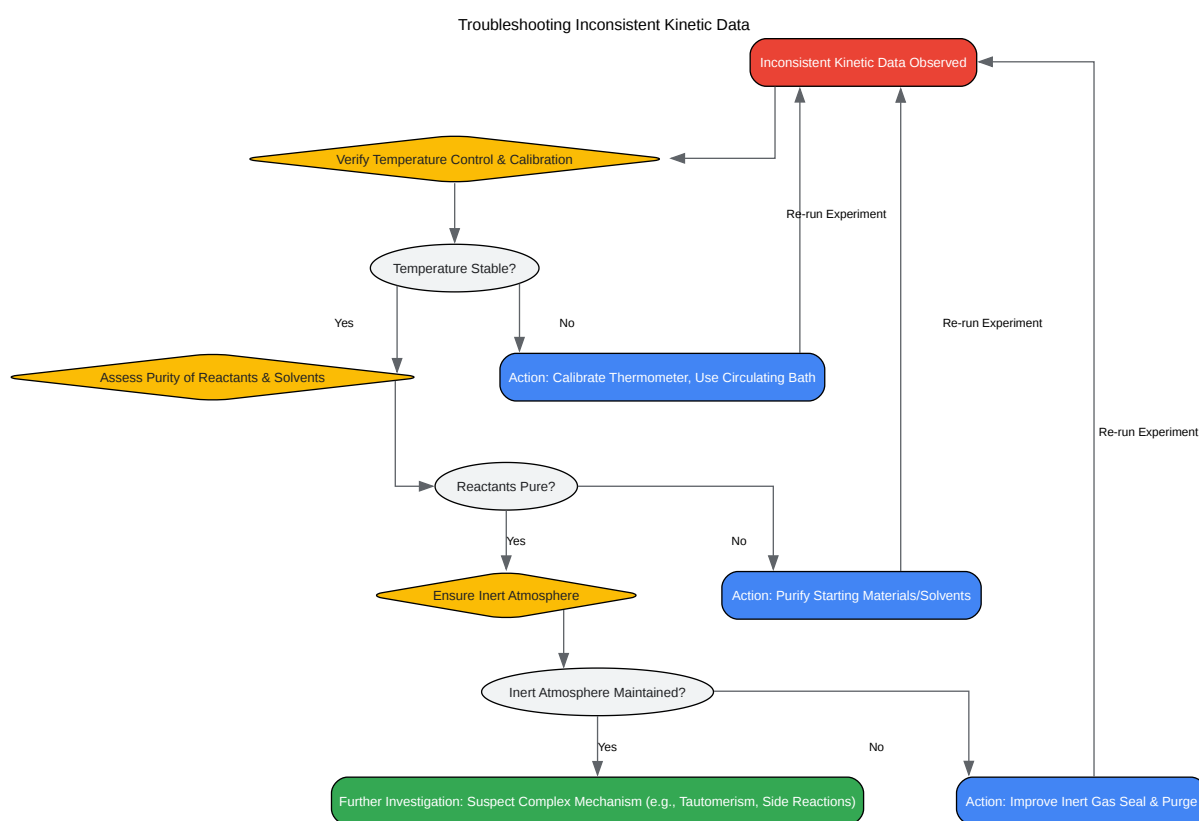 Troubleshooting Inconsistent Kinetic Data
Inconsistent Kinetic Data Observed
Verify Temperature Control & Calibration
Re-run Experiment
Temperature Stable?
Yes
No
Re-run Experiment
Assess Purity of Reactants & Solvents
Action: Calibrate Thermometer, Use Circulating Bath
Re-run Experiment
Reactants Pure?
Yes
No
Ensure Inert Atmosphere
Action: Purify Starting Materials/Solvents
Inert Atmosphere Maintained?
Yes
No
Further Investigation: Suspect Complex Mechanism (e.g., Tautomerism, Side Reactions)
Action: Improve Inert Gas Seal & Purge